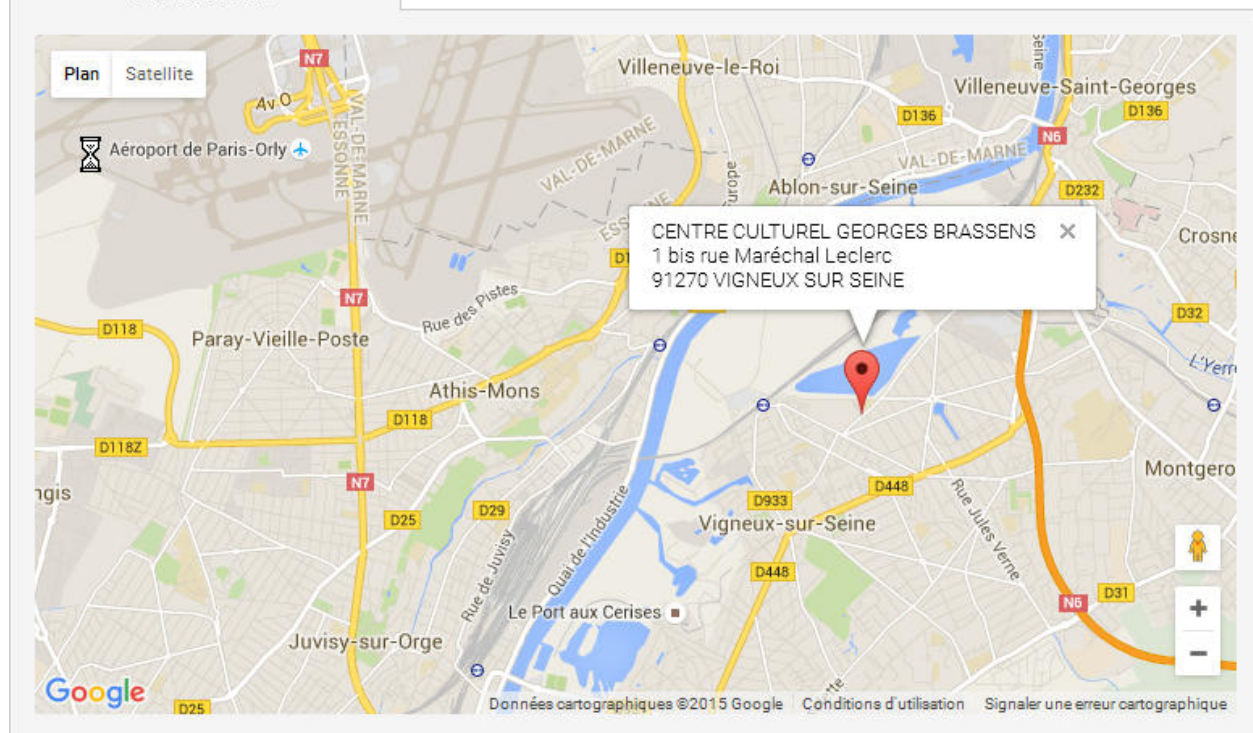 Plan Satellite
N7
Av O
VAL-DE-MARNE
ESSONNE
Aéroport de Paris-Orly
Villeneuve-le-Roi
Seine
Villeneuve-Saint-Georges
D136
D136
N6
VAL-DE-MARNE
VAL-DE-MARNE
ESSONNE
Europe
Ablon-sur-Seine
D232
CENTRE CULTUREL GEORGES BRASSENS
1 bis rue Maréchal Leclerc
91270 VIGNEUX SUR SEINE
Crosne
N7
Rue des Pistes
D118
Paray-Vieille-Poste
D32
L'Yerr
Athis-Mons
D118
D118Z
N7
Montgero
ngis
D448
D933
D29
D25
Vigneux-sur-Seine
Rue Jules Verne
Quai de l'Industrie
Rue de Juvisy
D448
D31
N6
Le Port aux Cerises
Juvisy-sur-Orge
+
−
Google
D25
Données cartographiques ©2015 Google Conditions d'utilisation Signaler une erreur cartographique